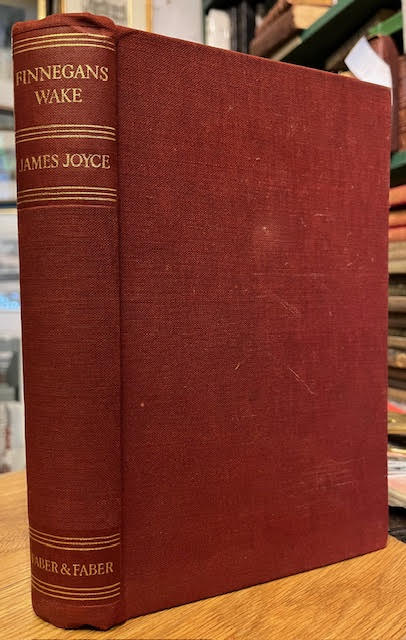 FINNEGANS
WAKE
JAMES JOYCE
FABER & FABER